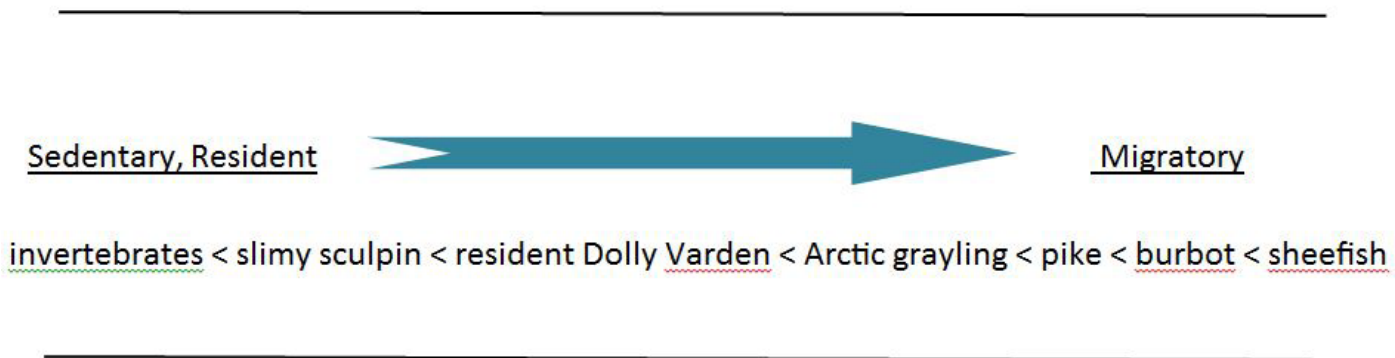 Sedentary, Resident Migratory
invertebrates < slimy sculpin < resident Dolly Varden < Arctic grayling < pike < burbot < sheefish